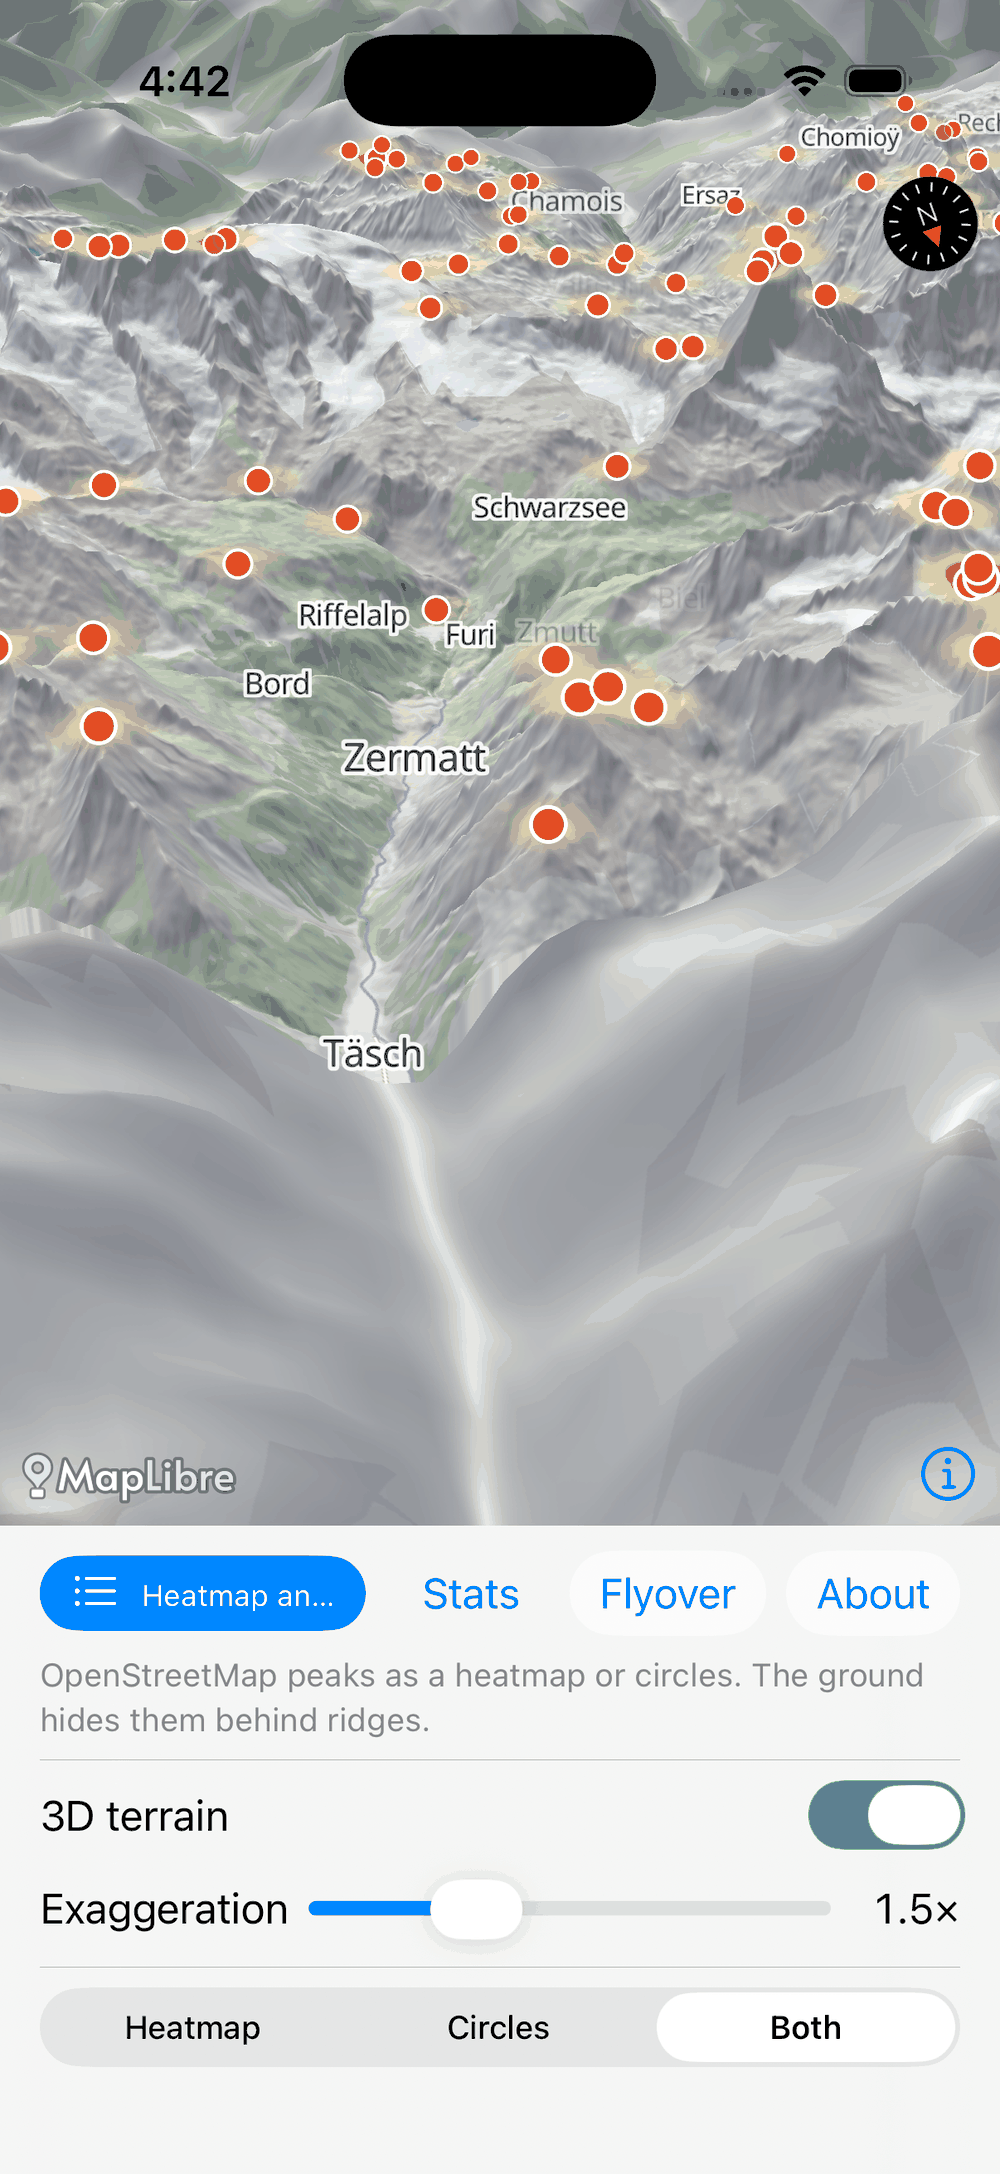 4:42
Chomioÿ
Rech
Chamois
Ersaz
N
Schwarzsee
Biel
Riffelalp
Furi
Zmutt
Bord
Zermatt
Täsch
MapLibre
Heatmap an...
Stats
Flyover
About
OpenStreetMap peaks as a heatmap or circles. The ground
hides them behind ridges.
3D terrain
Exaggeration
1.5×
Heatmap
Circles
Both